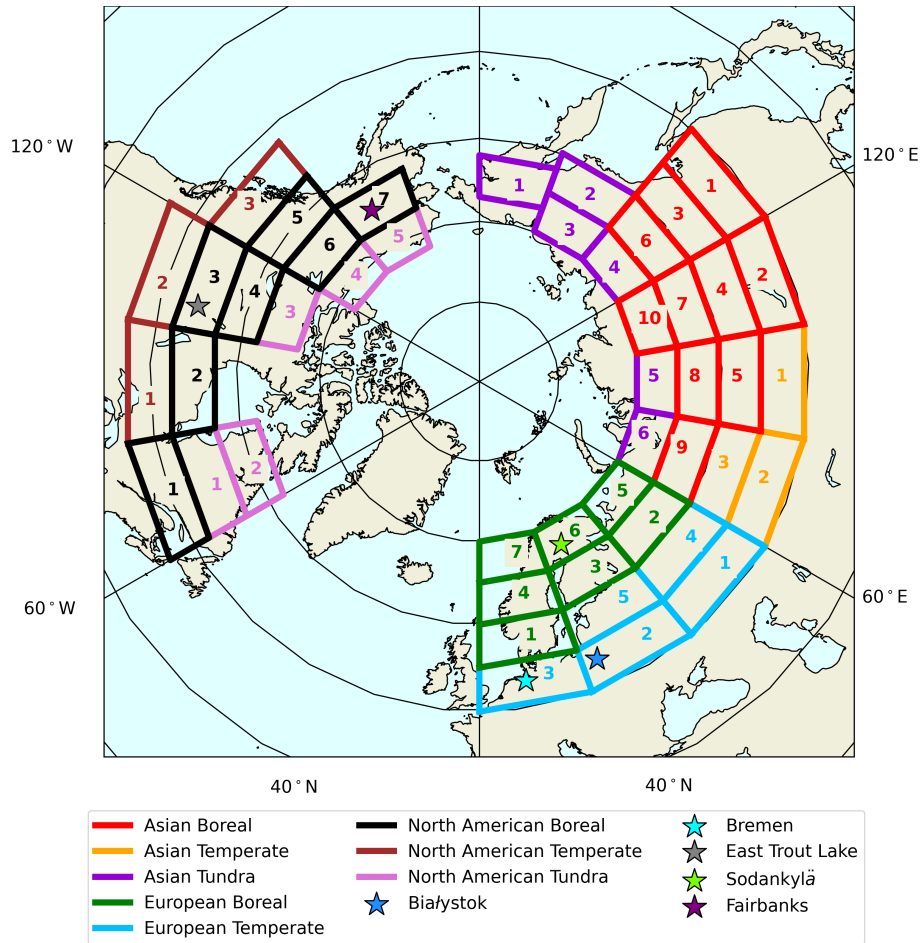 120°W
120°E
1
1
2
3
7
5
5
6
3
4
6
2
3
4
3
1
3
6
4
10
7
4
2
2
1
5
8
5
1
6
9
3
2
1
1
2
5
2
4
1
7
6
4
3
5
1
2
3
60°W
60°E
40°N
40°N
Asian Boreal
Asian Temperate
Asian Tundra
European Boreal
European Temperate
North American Boreal
North American Temperate
North American Tundra
Białystok
Bremen
East Trout Lake
Sodankylä
Fairbanks